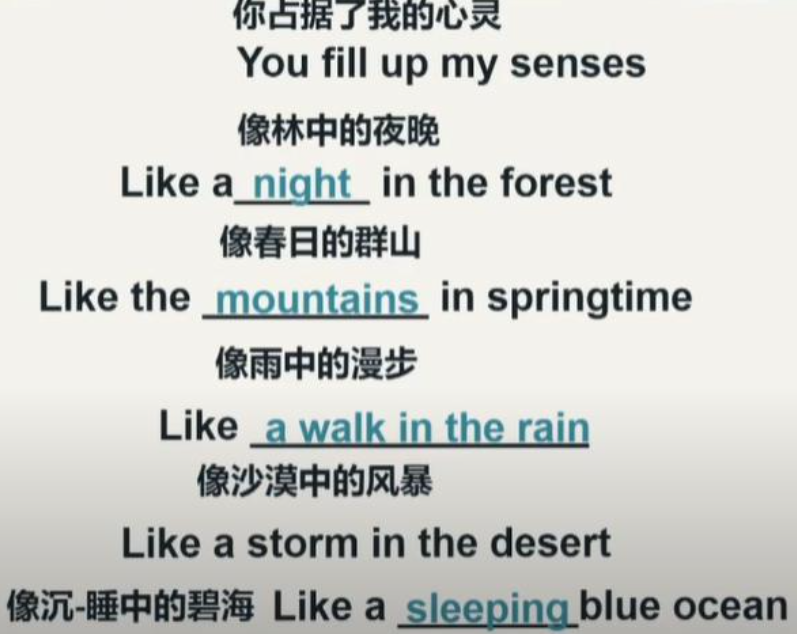 你占据了我的心灵
You fill up my senses
像林中的夜晚
Like a night in the forest
像春日的群山
Like the mountains in springtime
像雨中的漫步
Like a walk in the rain
像沙漠中的风暴
Like a storm in the desert
像沉-睡中的碧海 Like a sleeping blue ocean